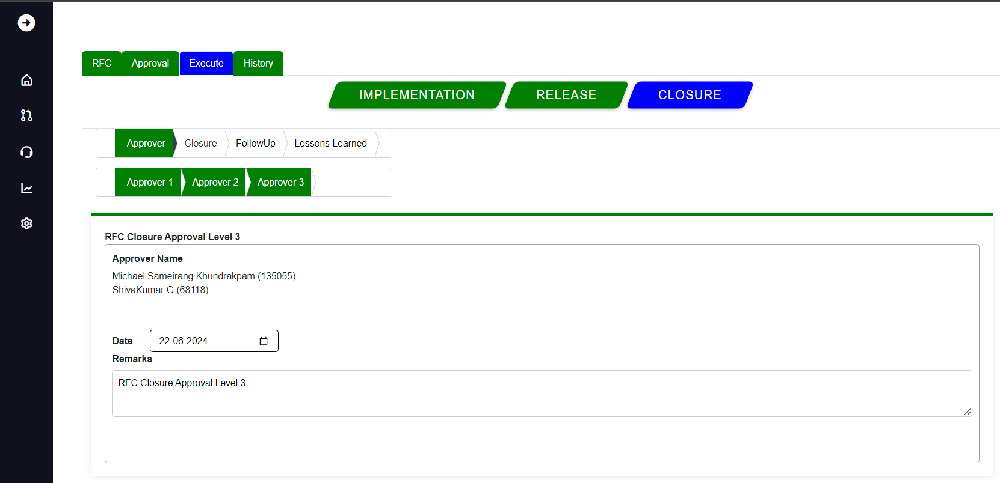 RFC Approval Execute History
IMPLEMENTATION RELEASE CLOSURE
Approver Closure FollowUp Lessons Learned
Approver 1 Approver 2 Approver 3
RFC Closure Approval Level 3
Approver Name
Michael Sameirang Khundrakpam (135055)
ShivaKumar G (68118)
Date 22-06-2024
Remarks
RFC Closure Approval Level 3